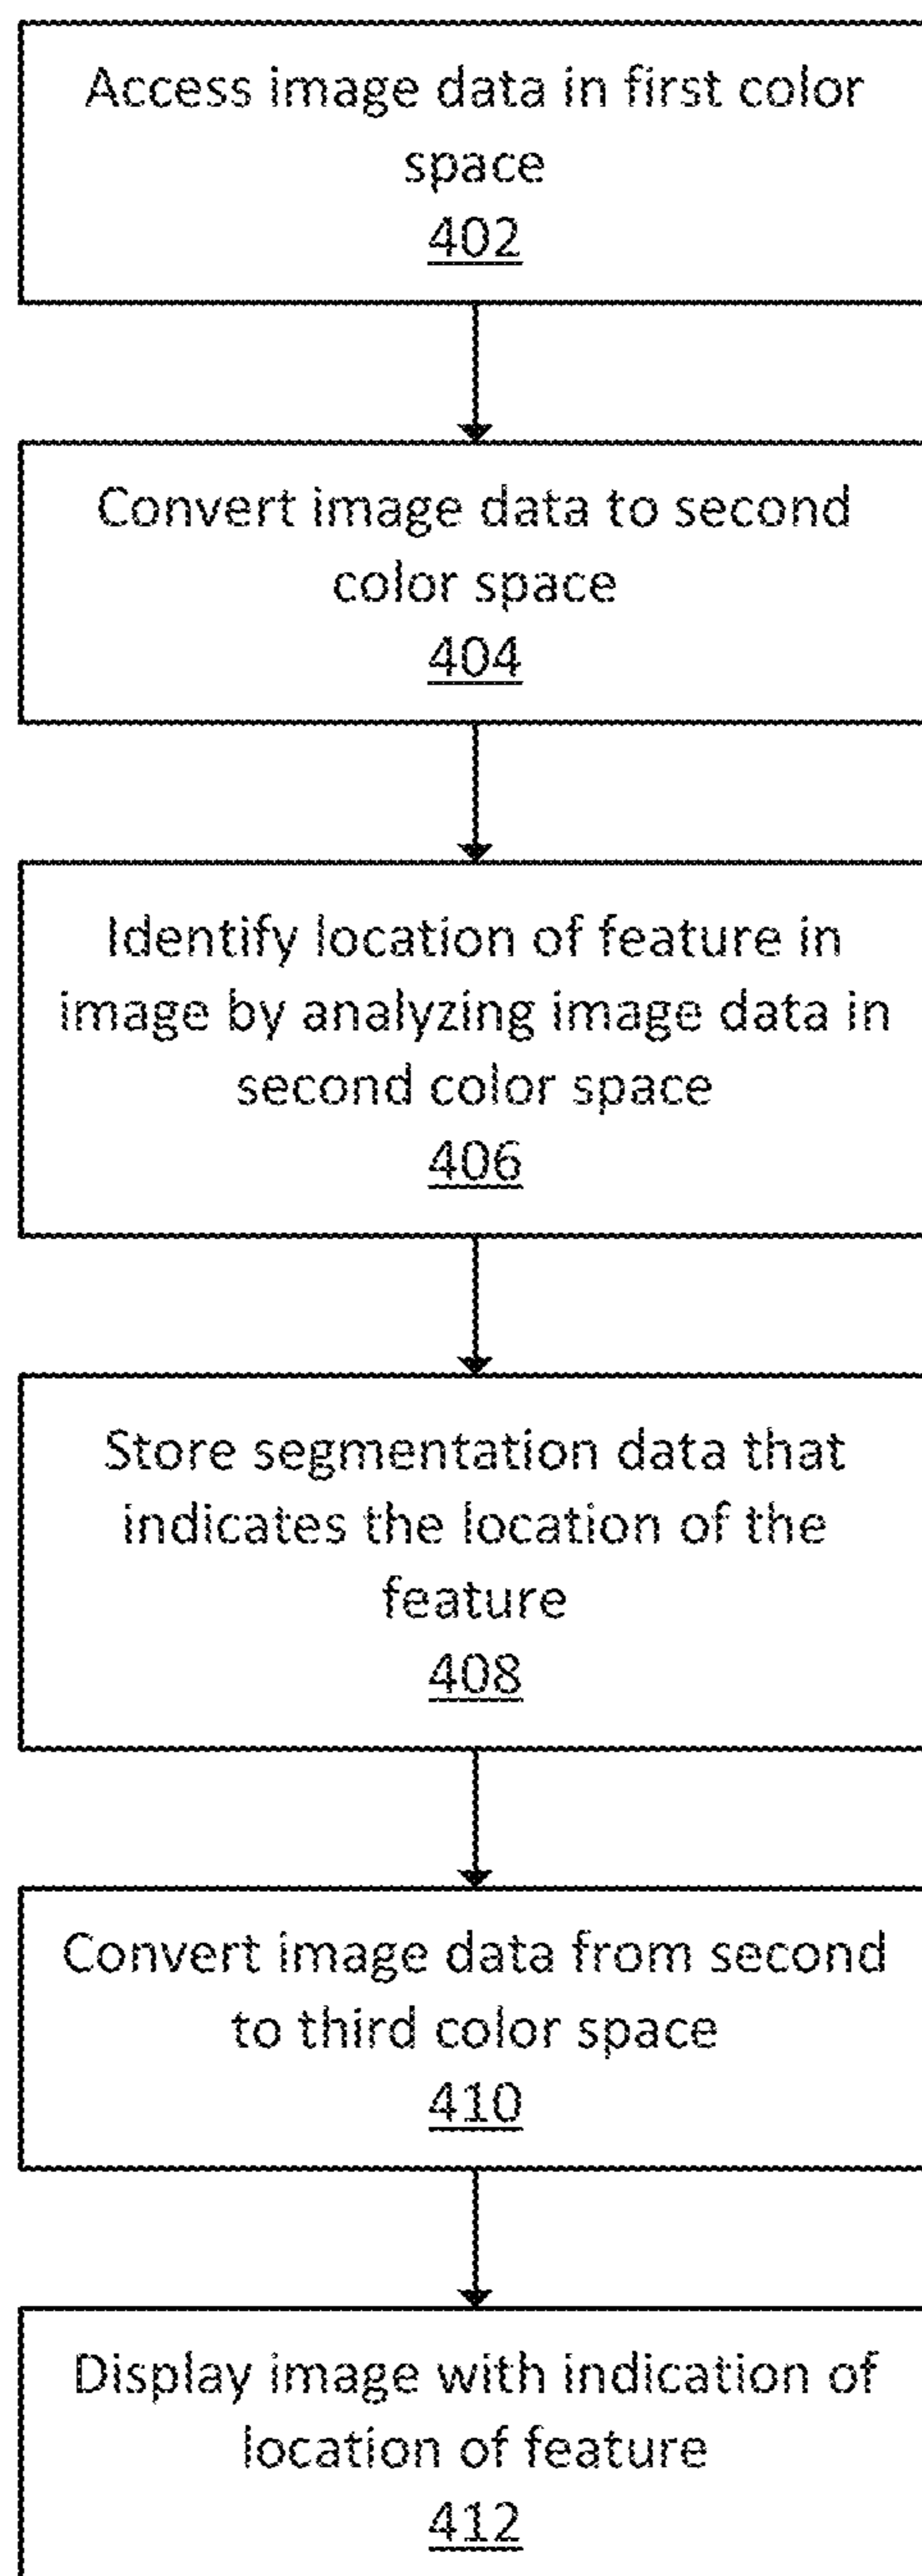 Access image data in first color
space
402
Convert image data to second
color space
404
Identify location of feature in
image by analyzing image data in
second color space
406
Store segmentation data that
indicates the location of the
feature
408
Convert image data from second
to third color space
410
Display image with indication of
location of feature
412